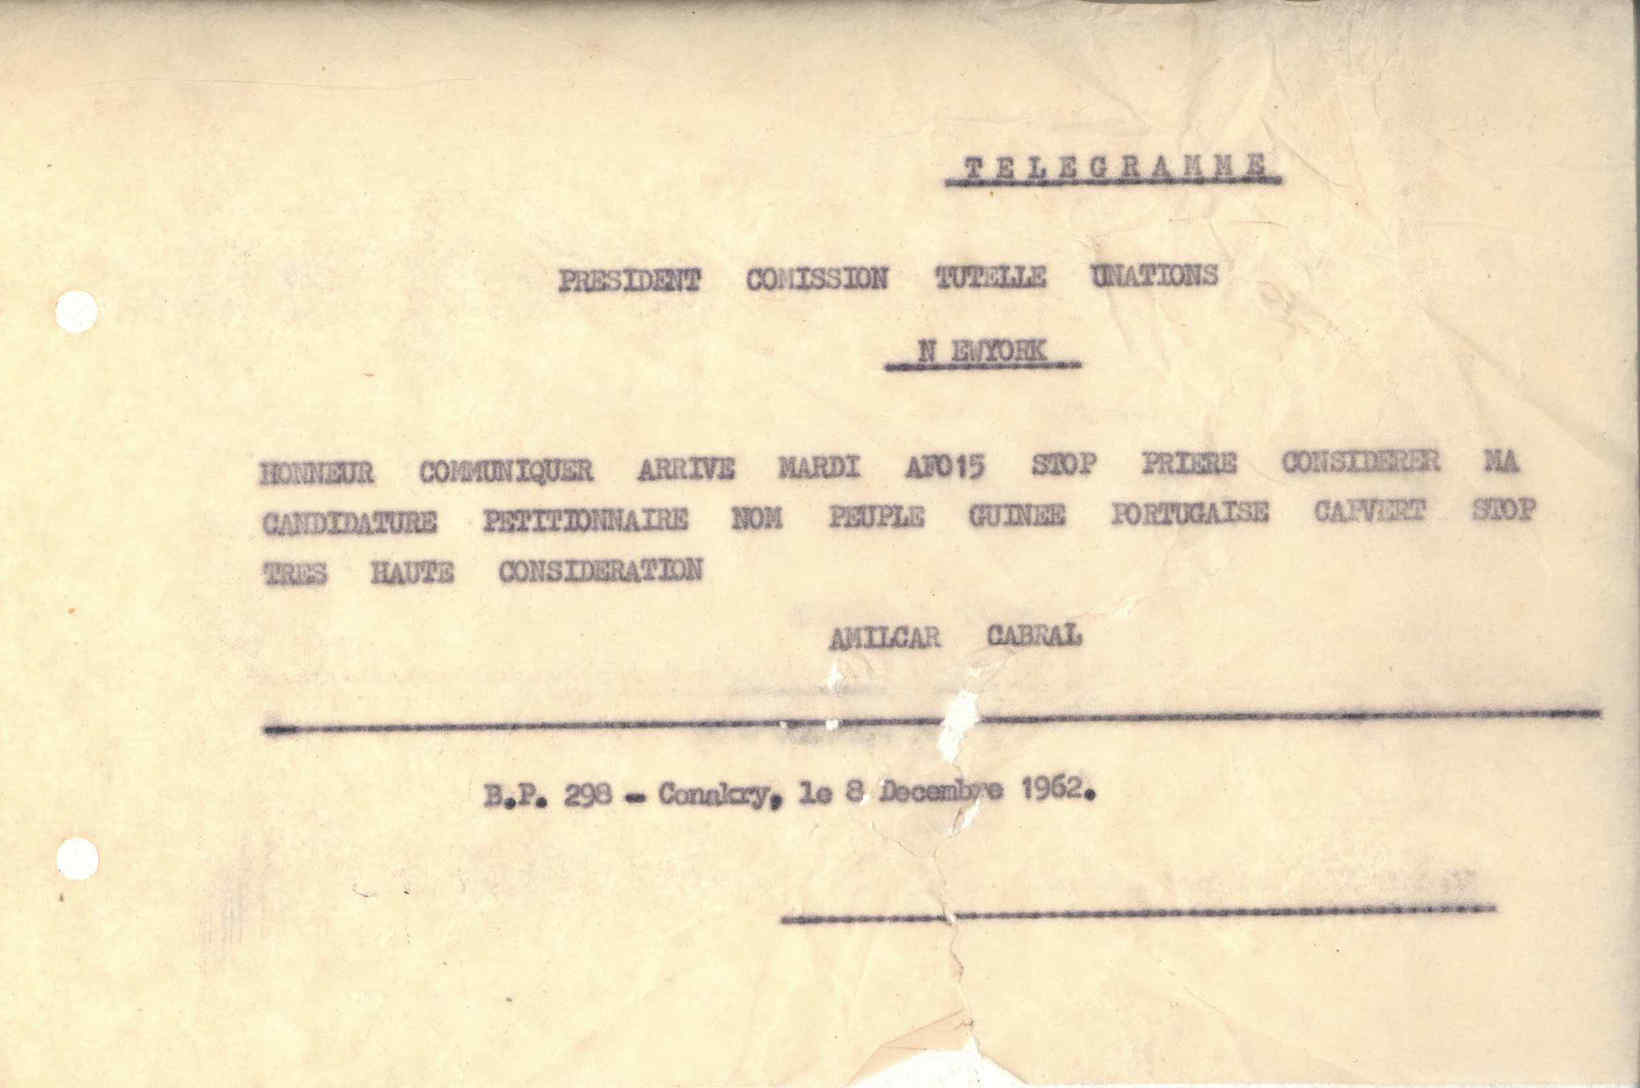 TELEGRAMME
PRESIDENT COMISSION TUTELLE UNATIONS
N EWYORK
HONNEUR COMMUNIQUER ARRIVE MARDI AFO15 STOP PRIERE CONSIDERER MA
CANDIDATURE PETITIONNAIRE NOM PEUPLE GUINEE PORTUGAISE CAPVERT STOP
TRES HAUTE CONSIDERATION
AMILCAR CABRAL
B.P. 298 - Conakry, le 8 Decembre 1962.